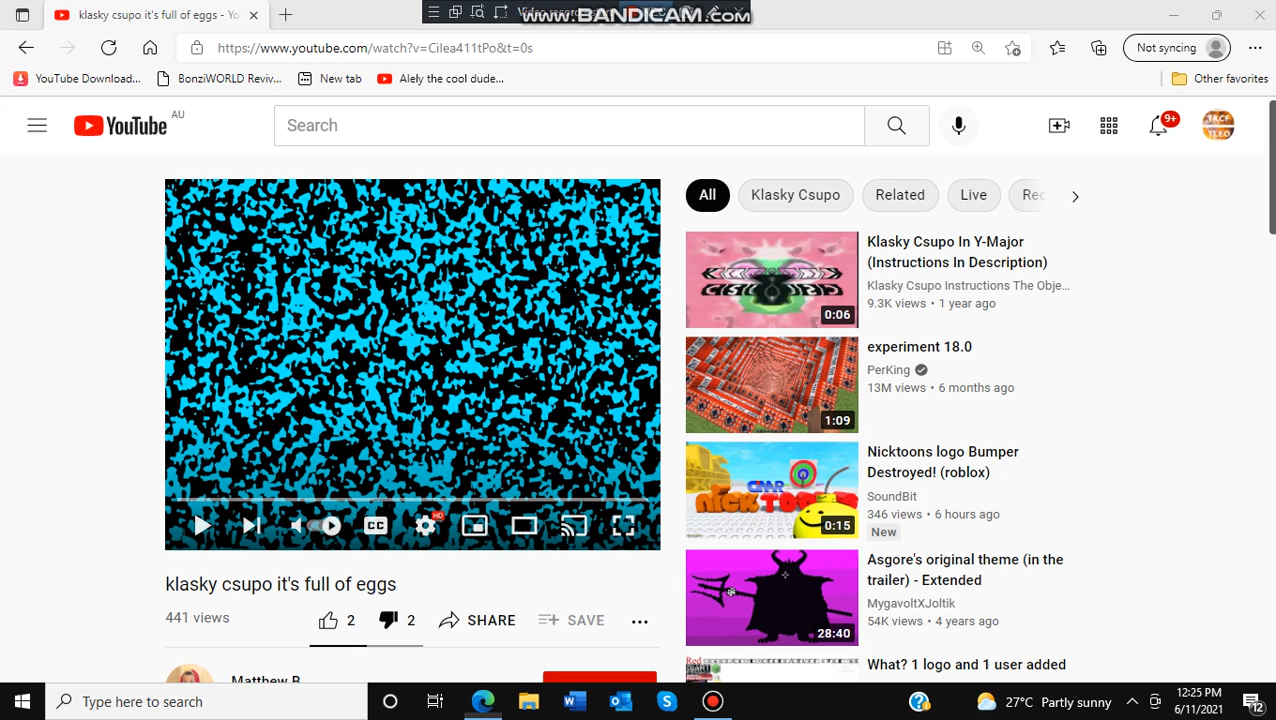 klasky csupo it's full of eggs - Yo
www.BANDICAM.com
https://www.youtube.com/watch?v=CiIea411tPo&t=0s
Not syncing
YouTube Download...
BonziWORLD Reviv...
New tab
Alely the cool dude...
Other favorites
YouTube
AU
Search
9+
All
Klasky Csupo
Related
Live
Rec
Klasky Csupo In Y-Major
(Instructions In Description)
Klasky Csupo Instructions The Obje...
9.3K views • 1 year ago
0:06
experiment 18.0
PerKing
13M views • 6 months ago
1:09
Nicktoons logo Bumper
Destroyed! (roblox)
SoundBit
346 views • 6 hours ago
New
0:15
Asgore's original theme (in the
trailer) - Extended
MygavoltXJoltik
54K views • 4 years ago
28:40
What? 1 logo and 1 user added
CC
HD
klasky csupo it's full of eggs
441 views
2
2
SHARE
SAVE
Matthew B
Type here to search
27°C Partly sunny
12:25 PM
6/11/2021
12